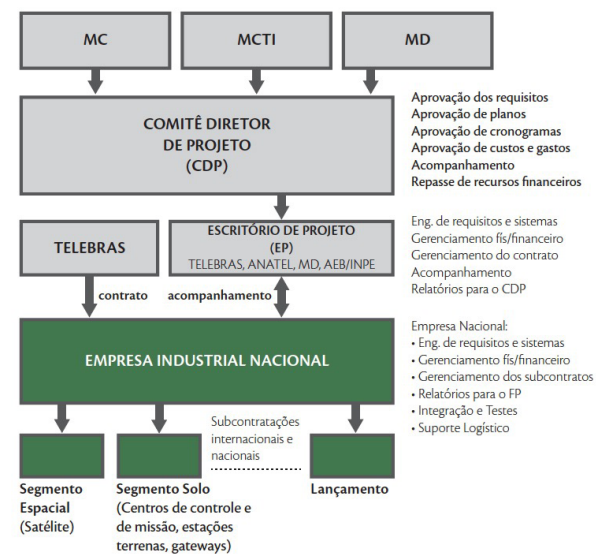 MC
MCTI
MD
COMITÊ DIRETOR
DE PROJETO
(CDP)
Aprovação dos requisitos
Aprovação de planos
Aprovação de cronogramas
Aprovação de custos e gastos
Acompanhamento
Repasse de recursos financeiros
TELEBRAS
ESCRITÓRIO DE PROJETO
(EP)
TELEBRAS, ANATEL, MD, AEB/INPE
Eng. de requisitos e sistemas
Gerenciamento fís/financeiro
Gerenciamento do contrato
Acompanhamento
Relatórios para o CDP
contrato
acompanhamento
EMPRESA INDUSTRIAL NACIONAL
Empresa Nacional:
• Eng. de requisitos e sistemas
• Gerenciamento fís/financeiro
• Gerenciamento dos subcontratos
• Relatórios para o FP
• Integração e Testes
• Suporte Logístico
Subcontratações
internacionais e
nacionais
Segmento
Espacial
(Satélite)
Segmento Solo
(Centros de controle e
de missão, estações
terrenas, gateways)
Lançamento